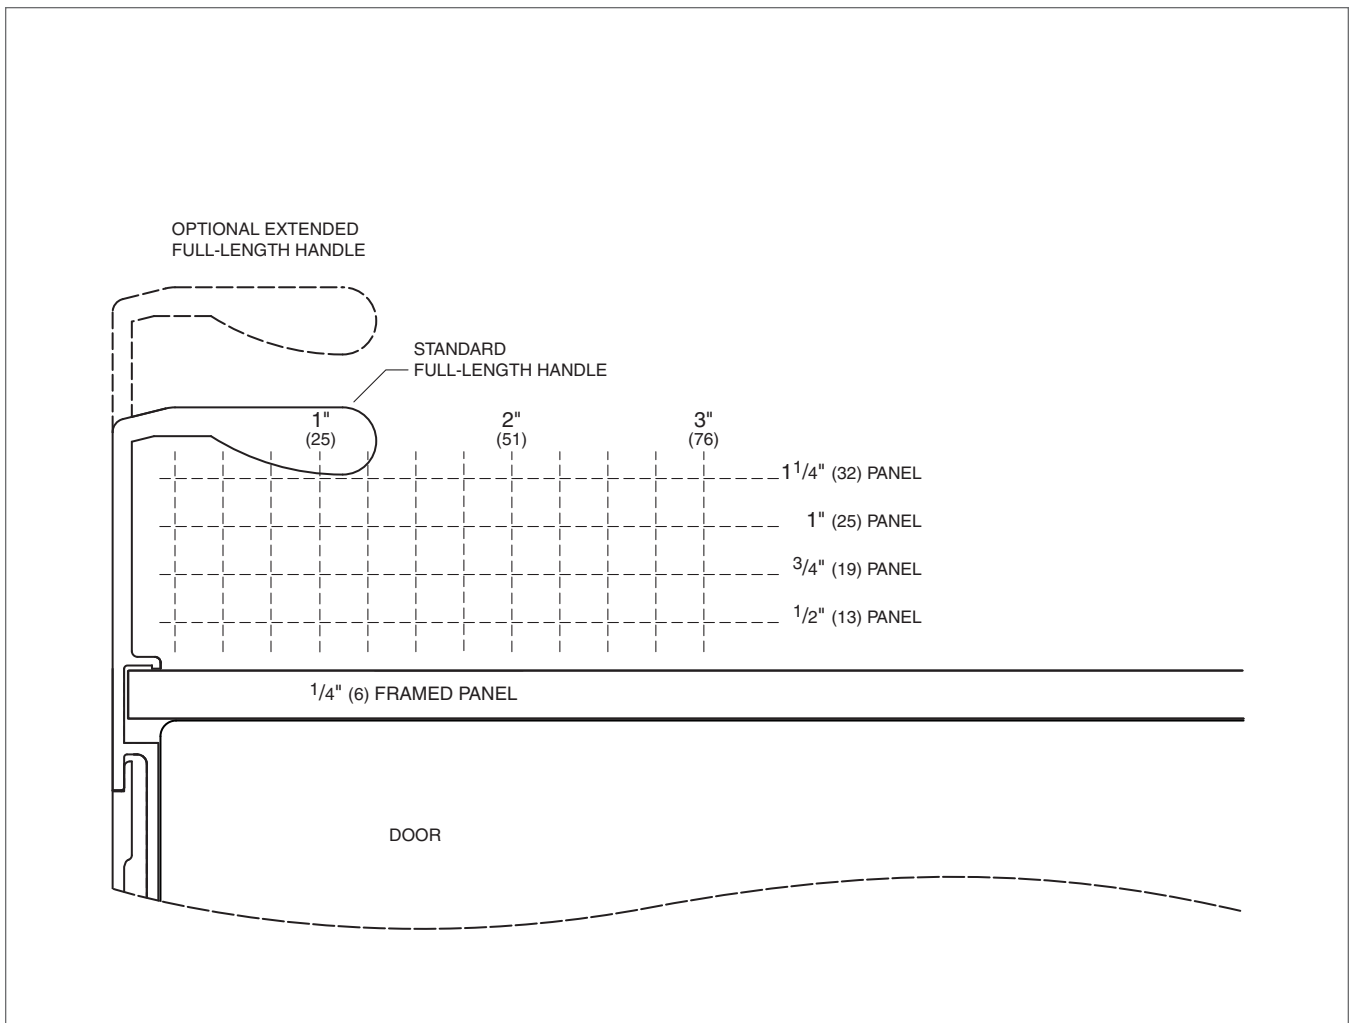 OPTIONAL EXTENDED
FULL-LENGTH HANDLE
STANDARD
FULL-LENGTH HANDLE
1" 2" 3"
(25) (51) (76)
1 1/4" (32) PANEL
1" (25) PANEL
3/4" (19) PANEL
1/2" (13) PANEL
1/4" (6) FRAMED PANEL
DOOR